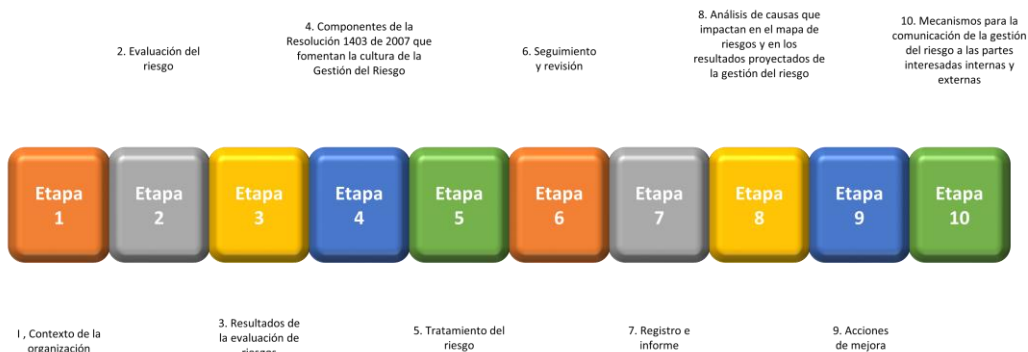 4. Componentes de la
Resolución 1403 de 2007 que
fomentan la cultura de la
Gestión del Riesgo
8. Análisis de causas que
impactan en el mapa de
riesgos y en los
resultados proyectados de
la gestión del riesgo
10. Mecanismos para la
comunicación de la gestión
del riesgo a las partes
interesadas internas y
externas
2. Evaluación del
riesgo
6. Seguimiento
y revisión
Etapa
1
Etapa
2
Etapa
3
Etapa
4
Etapa
5
Etapa
6
Etapa
7
Etapa
8
Etapa
9
Etapa
10
I , Contexto de la
organización
3. Resultados de
la evaluación de
riesgos
5. Tratamiento del
riesgo
7. Registro e
informe
9. Acciones
de mejora